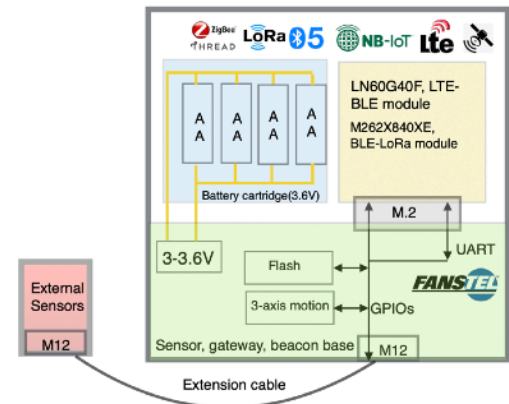 ZigBee
THREAD
LoRa
5
NB-IoT
lte
A
A
A
A
A
A
A
A
Battery cartridge(3.6V)
LN60G40F, LTE-
BLE module
M262X840XE,
BLE-LoRa module
M.2
3-3.6V
Flash
UART
FANSTEL
3-axis motion
GPIOs
Sensor, gateway, beacon base
M12
External
Sensors
M12
Extension cable